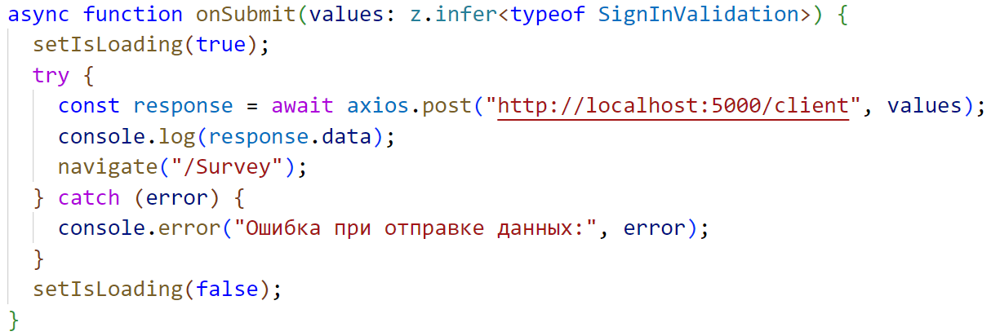 async function onSubmit(values: z.infer<typeof SignInValidation>) {
  setIsLoading(true);
  try {
    const response = await axios.post("http://localhost:5000/client", values);
    console.log(response.data);
    navigate("/Survey");
  } catch (error) {
    console.error("Ошибка при отправке данных:", error);
  }
  setIsLoading(false);
}